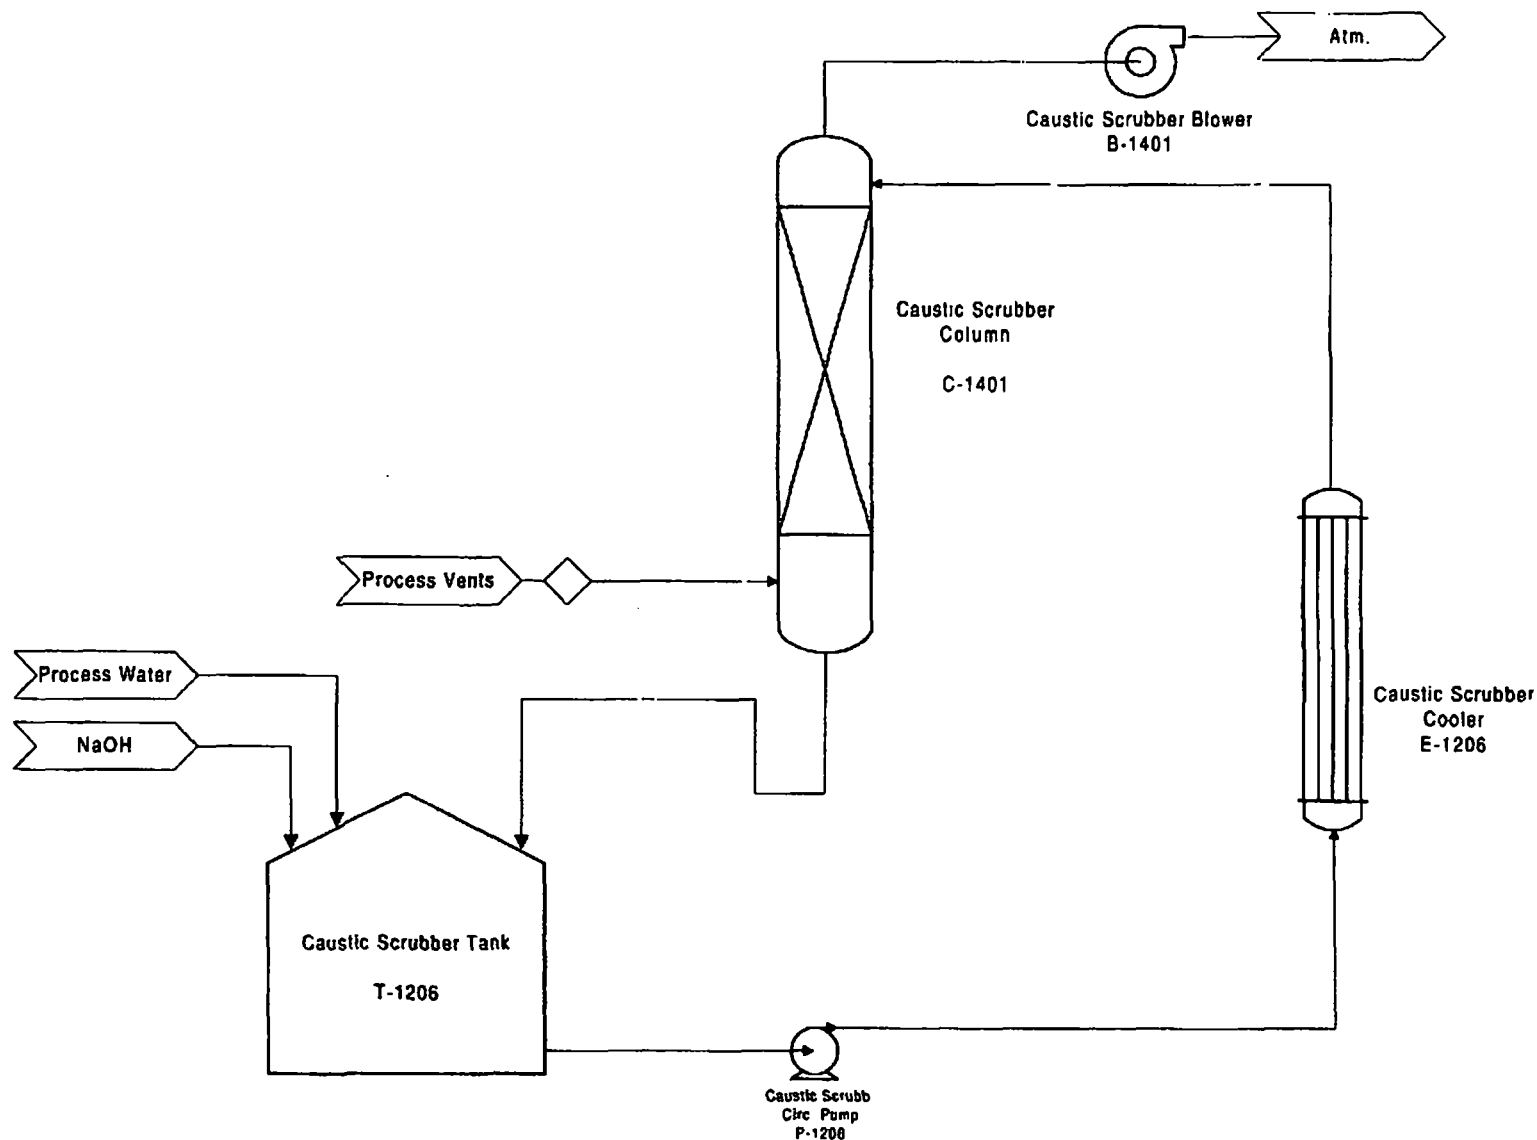 Atm.
Caustic Scrubber Blower
B-1401
Caustic Scrubber
Column
C-1401
Process Vents
Process Water
NaOH
Caustic Scrubber
Cooler
E-1206
Caustic Scrubber Tank
T-1206
Caustic Scrubb
Circ Pump
P-1206